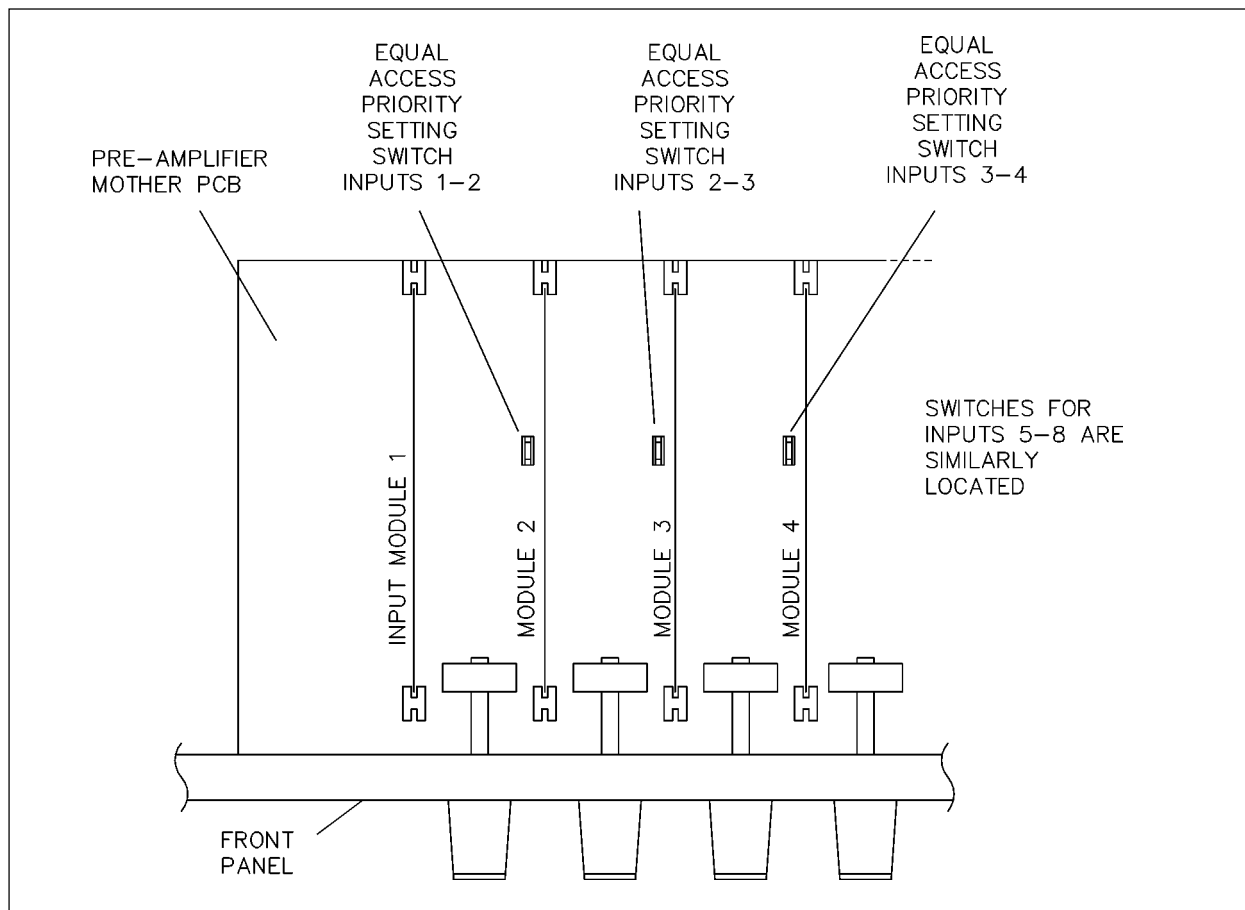 EQUAL
ACCESS
PRIORITY
SETTING
SWITCH
INPUTS 1-2
EQUAL
ACCESS
PRIORITY
SETTING
SWITCH
INPUTS 2-3
EQUAL
ACCESS
PRIORITY
SETTING
SWITCH
INPUTS 3-4
PRE-AMPLIFIER
MOTHER PCB
SWITCHES FOR
INPUTS 5-8 ARE
SIMILARLY
LOCATED
INPUT MODULE 1
MODULE 2
MODULE 3
MODULE 4
FRONT
PANEL